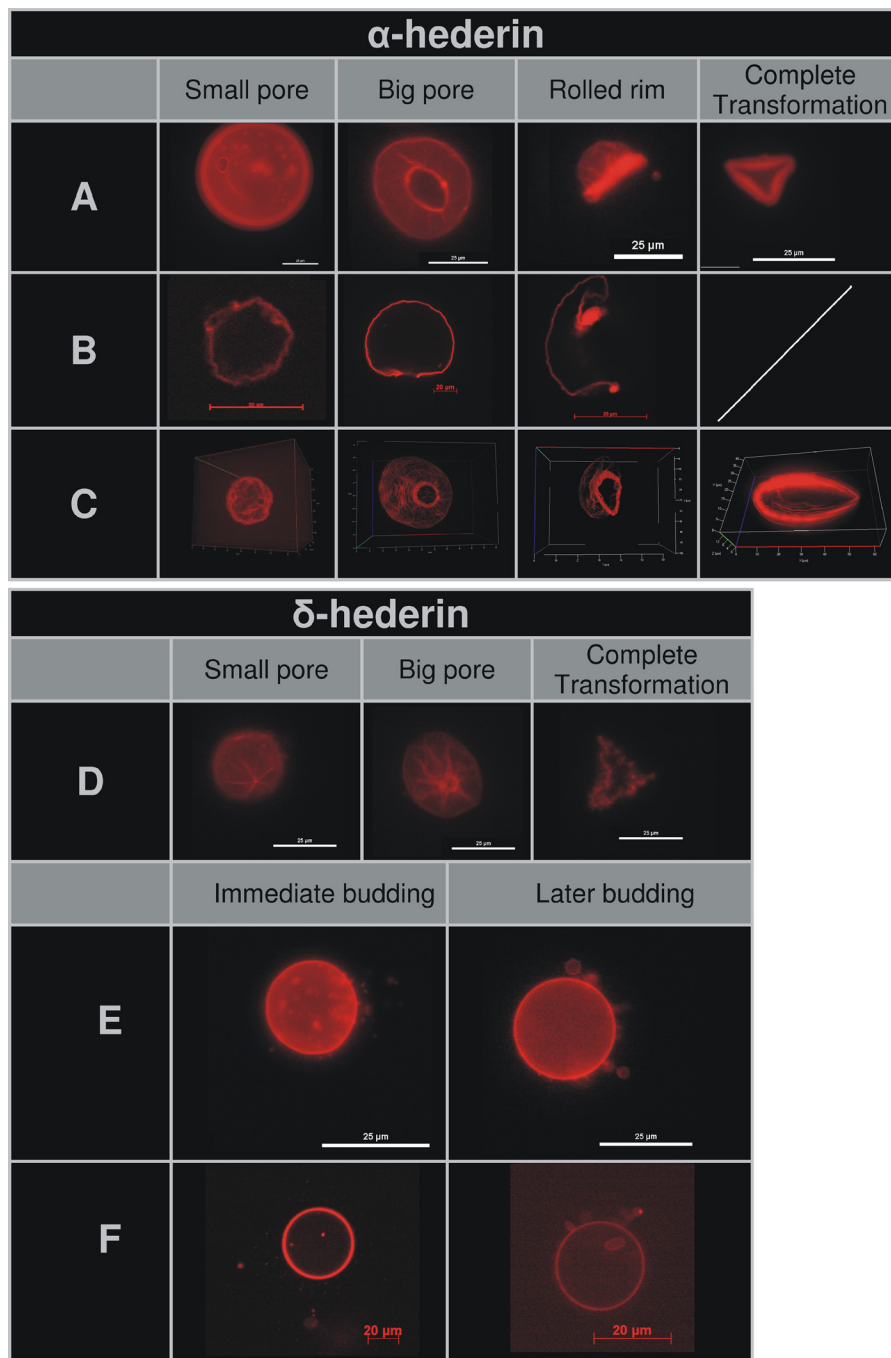 α-hederin
Small pore
Big pore
Rolled rim
Complete
Transformation
A
25 µm
25 µm
25 µm
B
20 µm
C
δ-hederin
Small pore
Big pore
Complete
Transformation
D
25 µm
25 µm
25 µm
Immediate budding
Later budding
E
25 µm
25 µm
F
20 µm
20 µm